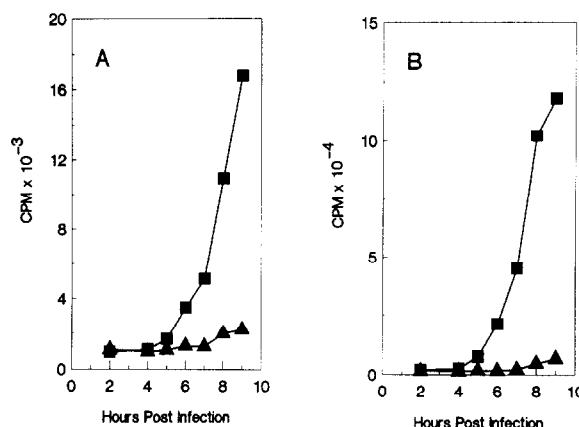 A
CPM x 10⁻³
20
16
12
8
4
0
0 2 4 6 8 10
Hours Post Infection
B
CPM x 10⁻⁴
15
10
5
0
0 2 4 6 8 10
Hours Post Infection